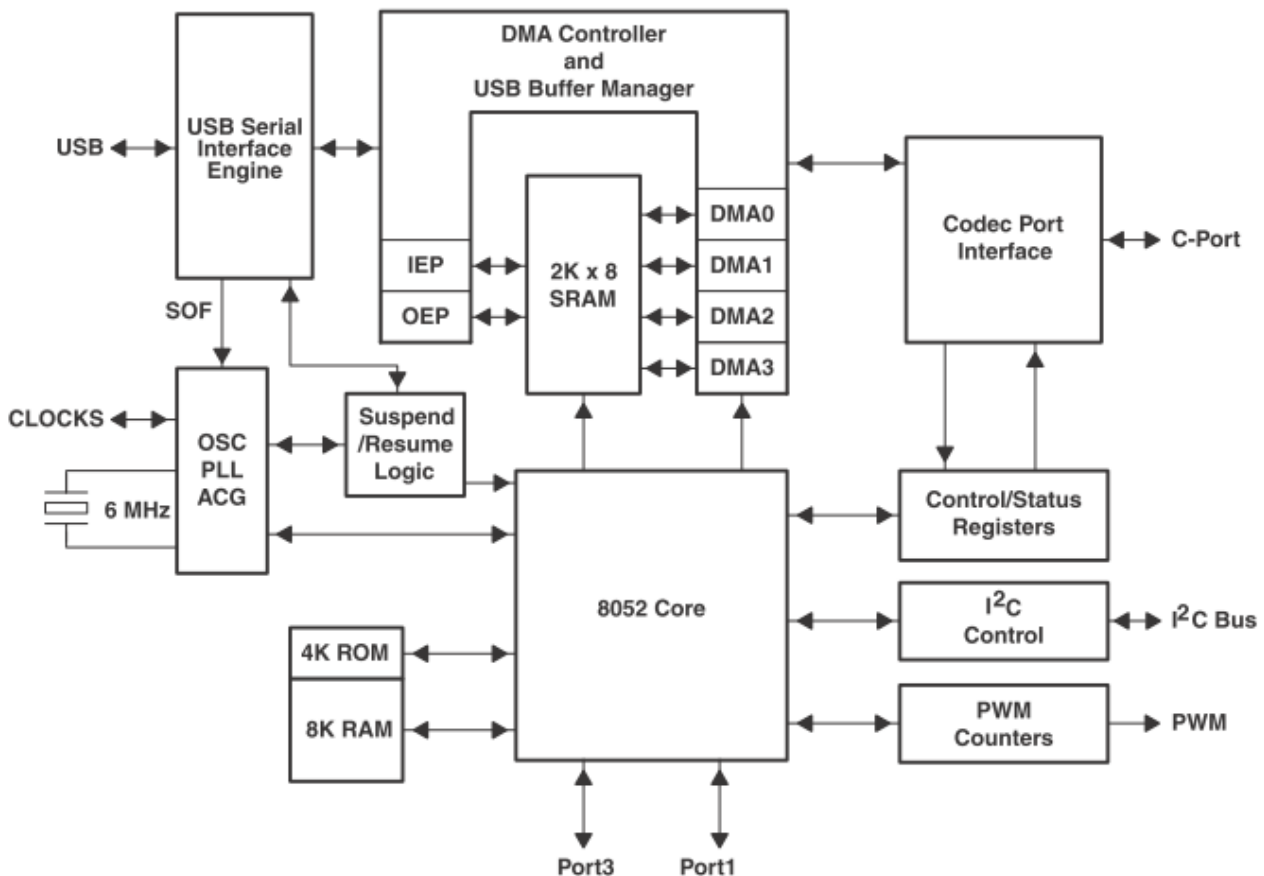 DMA Controller
and
USB Buffer Manager
USB
USB Serial
Interface
Engine
DMA0
DMA1
DMA2
DMA3
IEP
OEP
2K x 8
SRAM
Codec Port
Interface
C-Port
SOF
CLOCKS
OSC
PLL
ACG
6 MHz
Suspend
/Resume
Logic
Control/Status
Registers
8052 Core
I²C
Control
I²C Bus
4K ROM
8K RAM
PWM
Counters
PWM
Port3
Port1